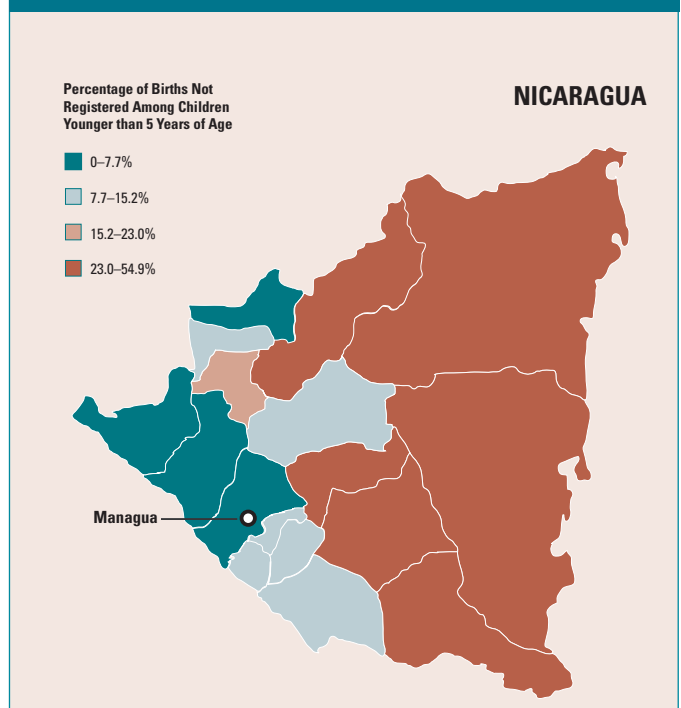 Percentage of Births Not
Registered Among Children
Younger than 5 Years of Age
NICARAGUA
0–7.7%
7.7–15.2%
15.2–23.0%
23.0–54.9%
Managua